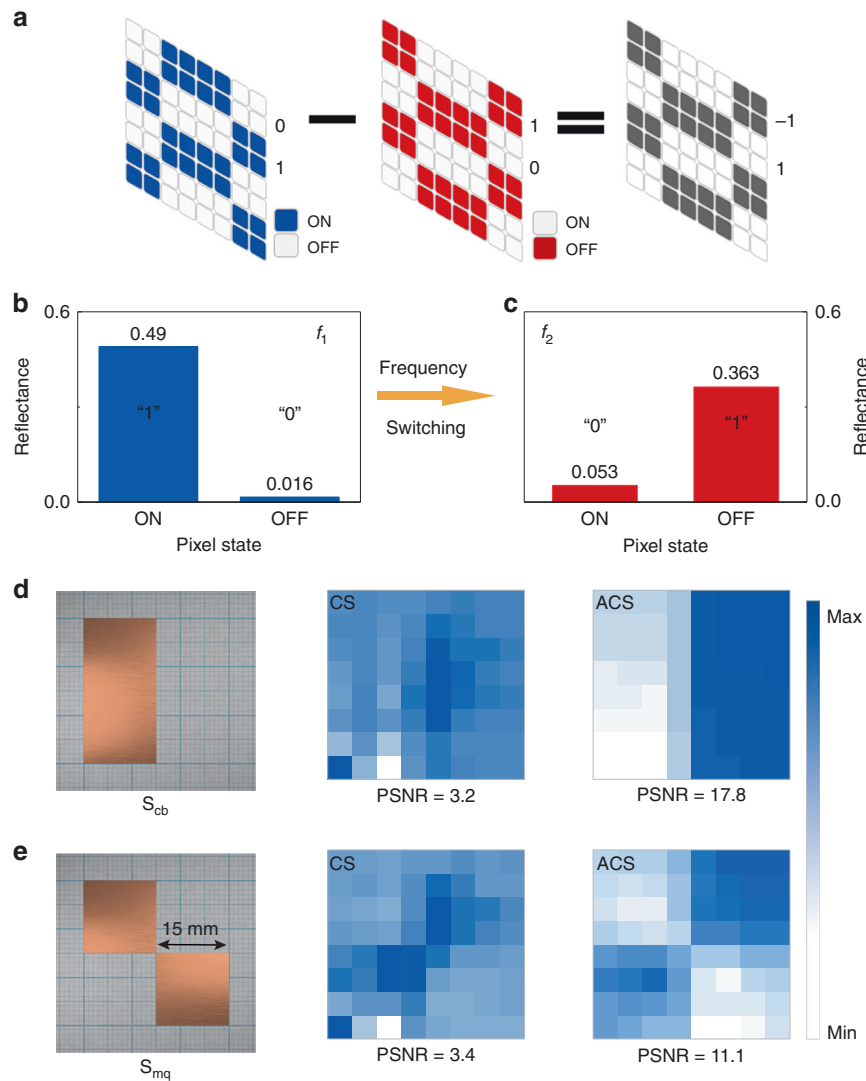 a
0
1
ON
OFF
1
0
ON
OFF
–1
1
b
0.6
Reflectance
0.0
0.49
"1"
"0"
0.016
f1
ON
OFF
Pixel state
Frequency
Switching
c
0.6
Reflectance
0.0
f2
0.363
"0"
"1"
0.053
ON
OFF
Pixel state
d
Scb
CS
PSNR = 3.2
ACS
PSNR = 17.8
Max
Min
e
15 mm
Smq
CS
PSNR = 3.4
ACS
PSNR = 11.1